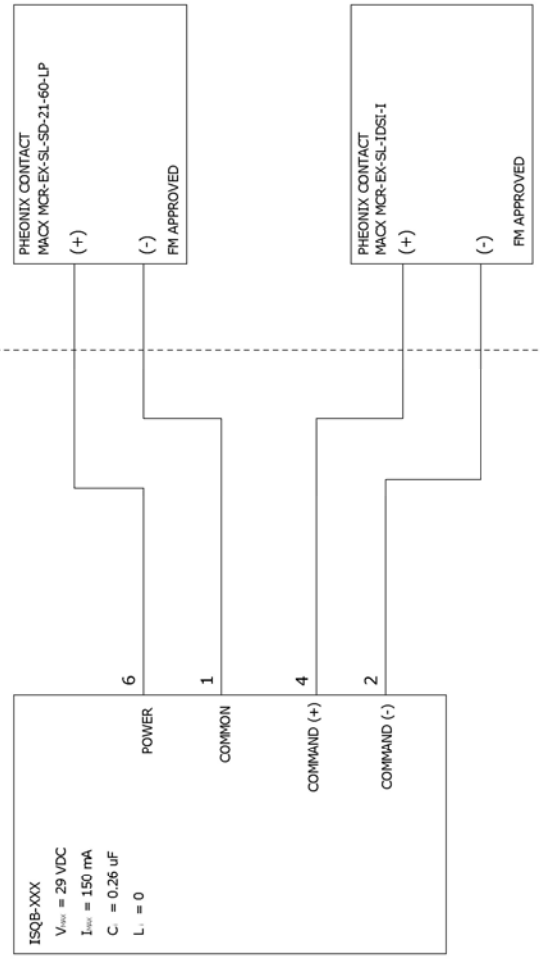 PHEONIX CONTACT
MACX MCR-EX-SL-SD-21-60-LP
(+)
(-)
FM APPROVED
PHEONIX CONTACT
MACX MCR-EX-SL-IDSI-I
(+)
(-)
FM APPROVED
ISQB-XXX
VMAX = 29 VDC
IMAX = 150 mA
Ci = 0.26 uF
Li = 0
6
POWER
1
COMMON
4
COMMAND (+)
2
COMMAND (-)